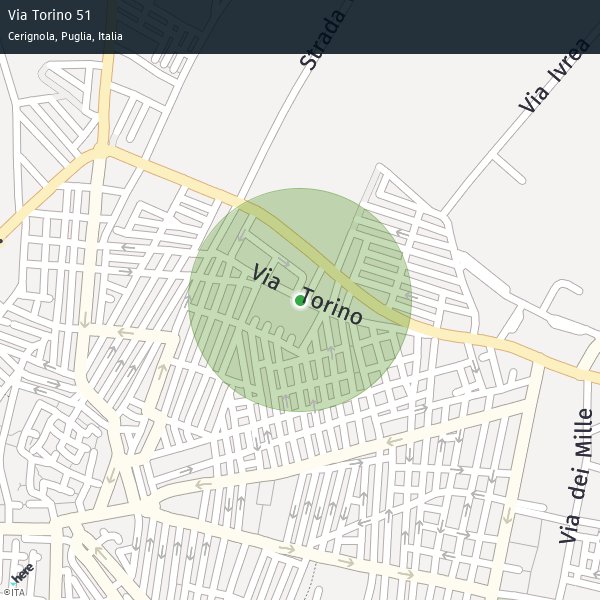 Via Torino 51
Cerignola, Puglia, Italia
Strada
Via Ivrea
Via Torino
Via dei Mille
here
©ITA